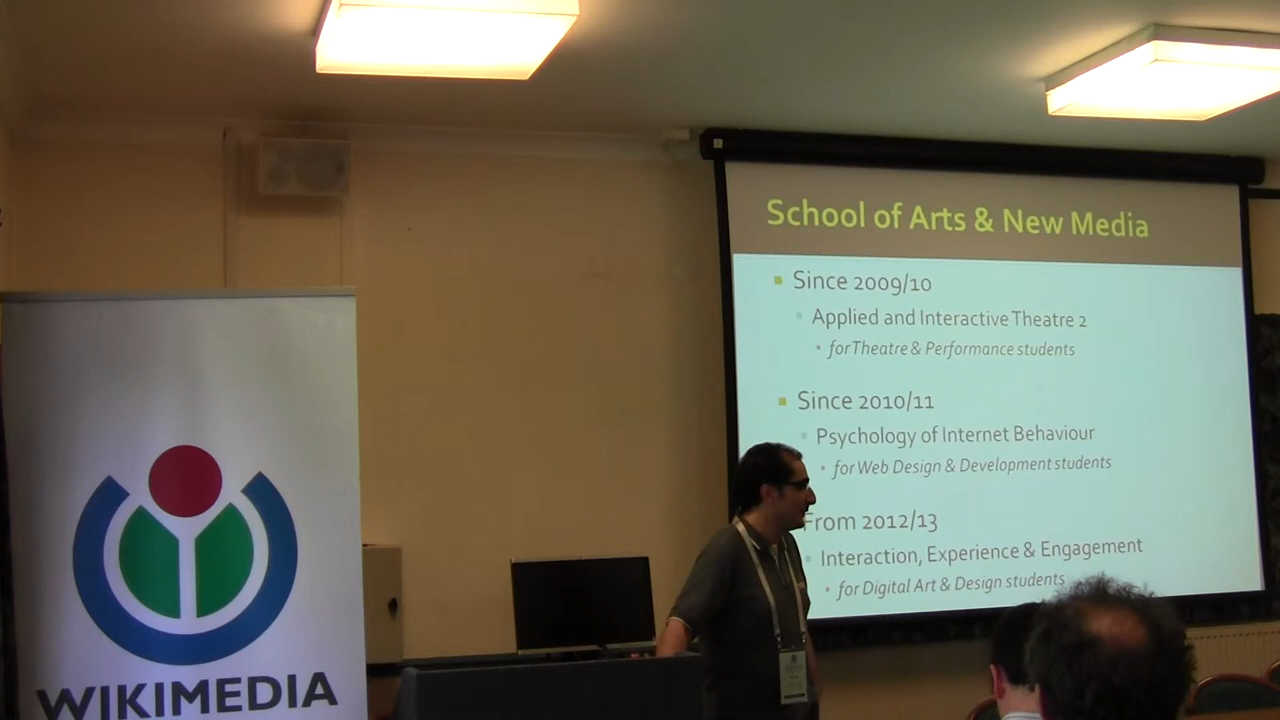 School of Arts & New Media
Since 2009/10
Applied and Interactive Theatre 2
for Theatre & Performance students
Since 2010/11
Psychology of Internet Behaviour
for Web Design & Development students
From 2012/13
Interaction, Experience & Engagement
for Digital Art & Design students
WIKIMEDIA